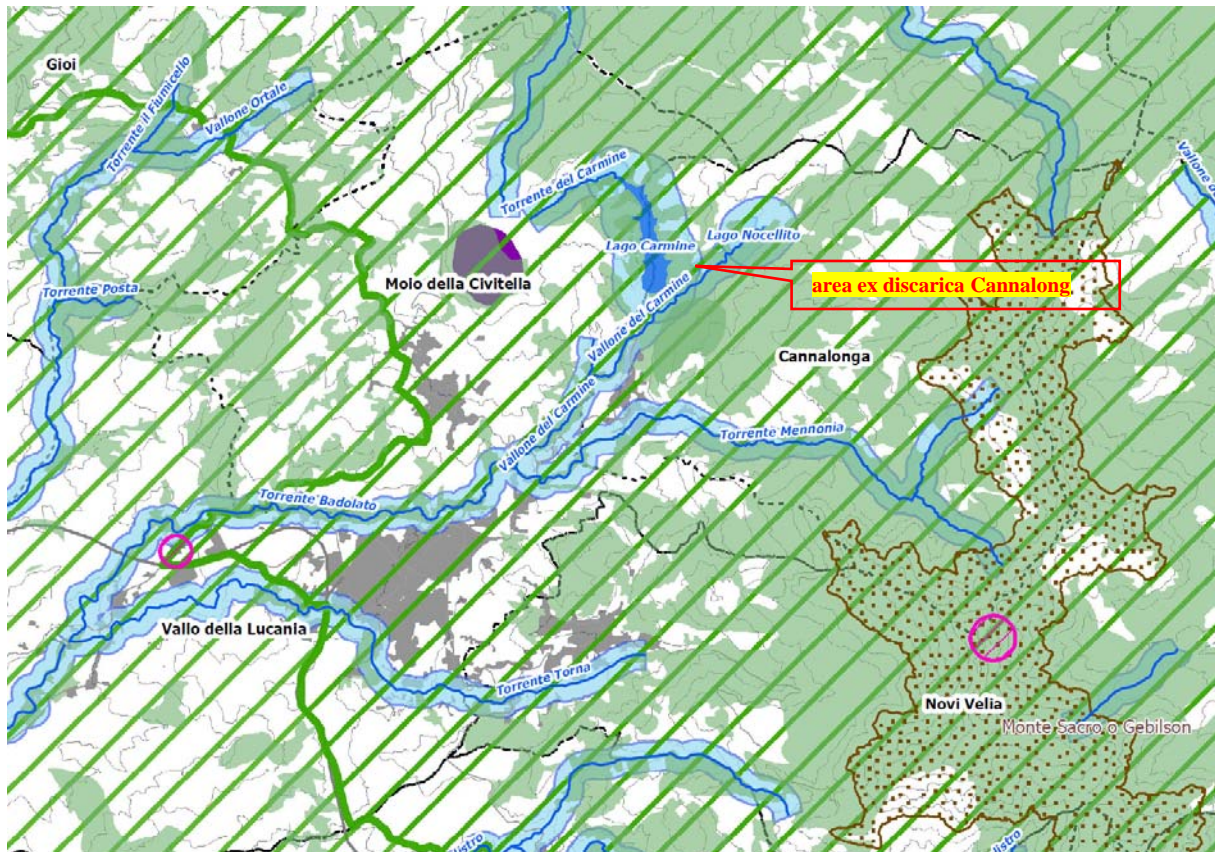 Gioi
Torrente il Fiumicello
Vallone Ortale
Torrente del Carmine
Lago Carmine
Lago Nocellito
Moio della Civitella
Torrente Posta
area ex discarica Cannalong
Vallone del Carmine
Cannalonga
Vallone del Carmine
Torrente Mennonia
Torrente Badolato
Vallo della Lucania
Torrente Torna
Novi Velia
Monte Sacro o Gebilson